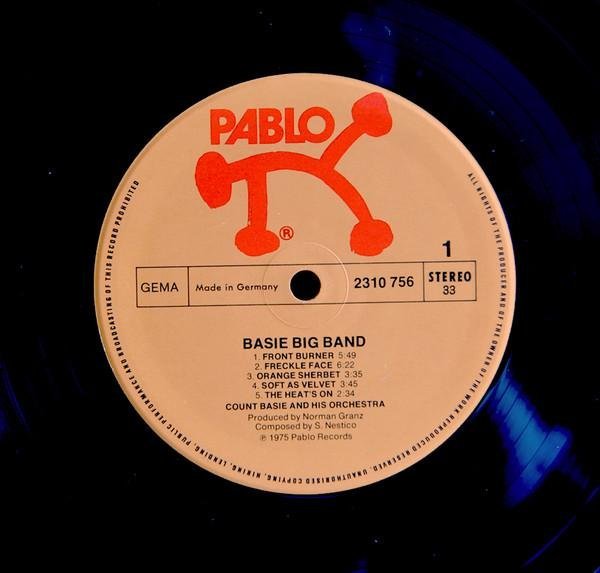 PABLO
®
1
GEMA
Made in Germany
2310 756
STEREO
33
BASIE BIG BAND
1. FRONT BURNER 5:49
2. FRECKLE FACE 6:22
3. ORANGE SHERBET 3:35
4. SOFT AS VELVET 3:45
5. THE HEAT'S ON 2:34
COUNT BASIE AND HIS ORCHESTRA
Produced by Norman Granz
Composed by S. Nestico
℗ 1975 Pablo Records
ALL RIGHTS OF THE PRODUCER AND OF THE OWNER OF THE WORK REPRODUCED RESERVED. UNAUTHORISED COPYING, HIRING, LENDING, PUBLIC PERFORMANCE AND BROADCASTING OF THIS RECORD PROHIBITED